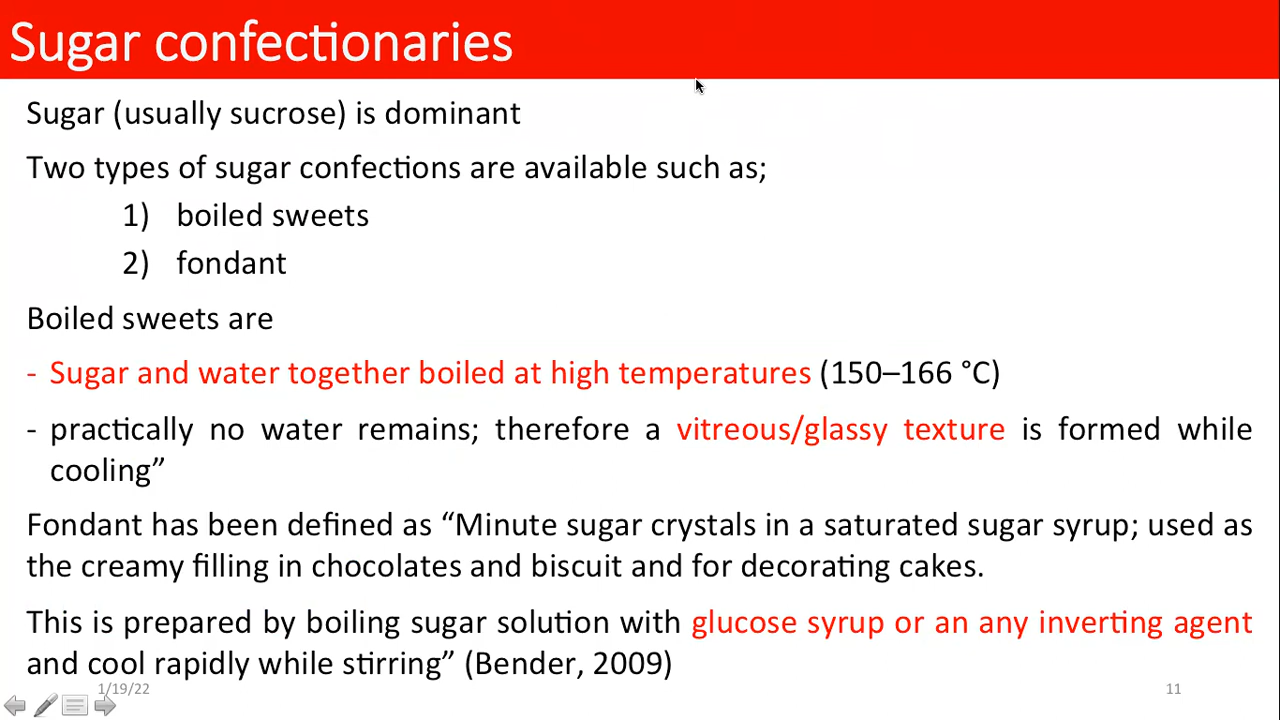 Sugar confectionaries
Sugar (usually sucrose) is dominant
Two types of sugar confections are available such as;
1) boiled sweets
2) fondant
Boiled sweets are
- Sugar and water together boiled at high temperatures (150–166 °C)
- practically no water remains; therefore a vitreous/glassy texture is formed while
cooling”
Fondant has been defined as “Minute sugar crystals in a saturated sugar syrup; used as
the creamy filling in chocolates and biscuit and for decorating cakes.
This is prepared by boiling sugar solution with glucose syrup or an any inverting agent
and cool rapidly while stirring” (Bender, 2009)
1/19/22
11